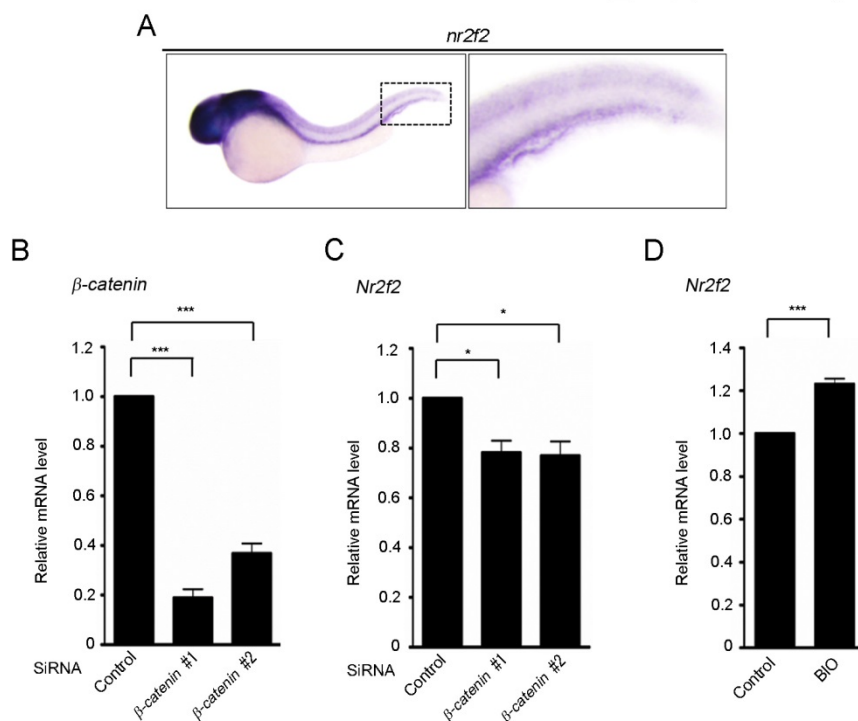 A
nr2f2
B
β-catenin
***
***
Relative mRNA level
1.2
1.0
0.8
0.6
0.4
0.2
0
SiRNA
Control
β-catenin #1
β-catenin #2
C
Nr2f2
*
*
Relative mRNA level
1.2
1.0
0.8
0.6
0.4
0.2
0
SiRNA
Control
β-catenin #1
β-catenin #2
D
Nr2f2
***
Relative mRNA level
1.4
1.2
1.0
0.8
0.6
0.4
0.2
0
Control
BIO